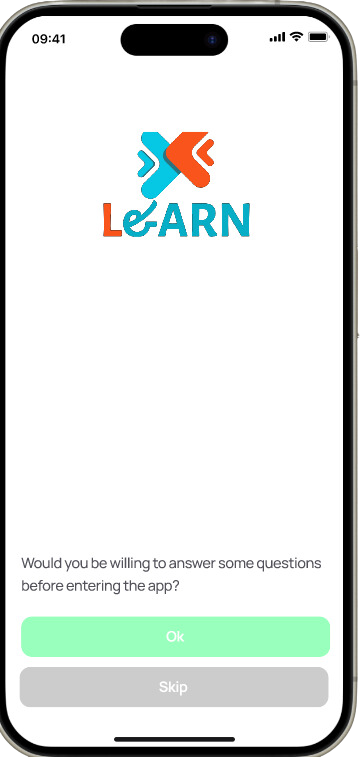 09:41
LeARN
Would you be willing to answer some questions
before entering the app?
Ok
Skip